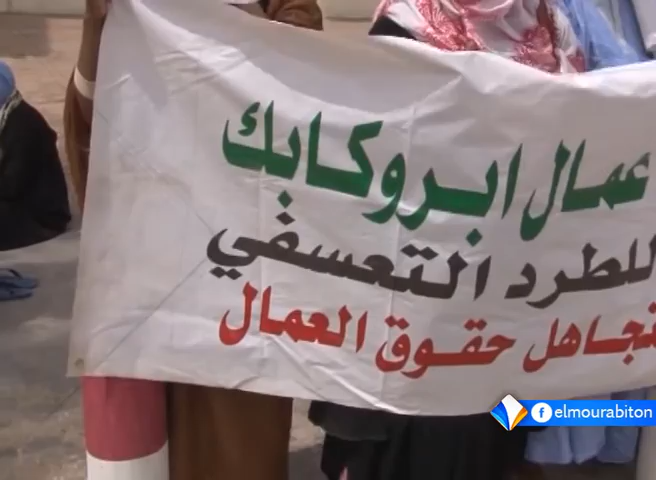 عمال ابروكابك
للطرد التعسفي
تجاهل حقوق العمال
elmourabiton